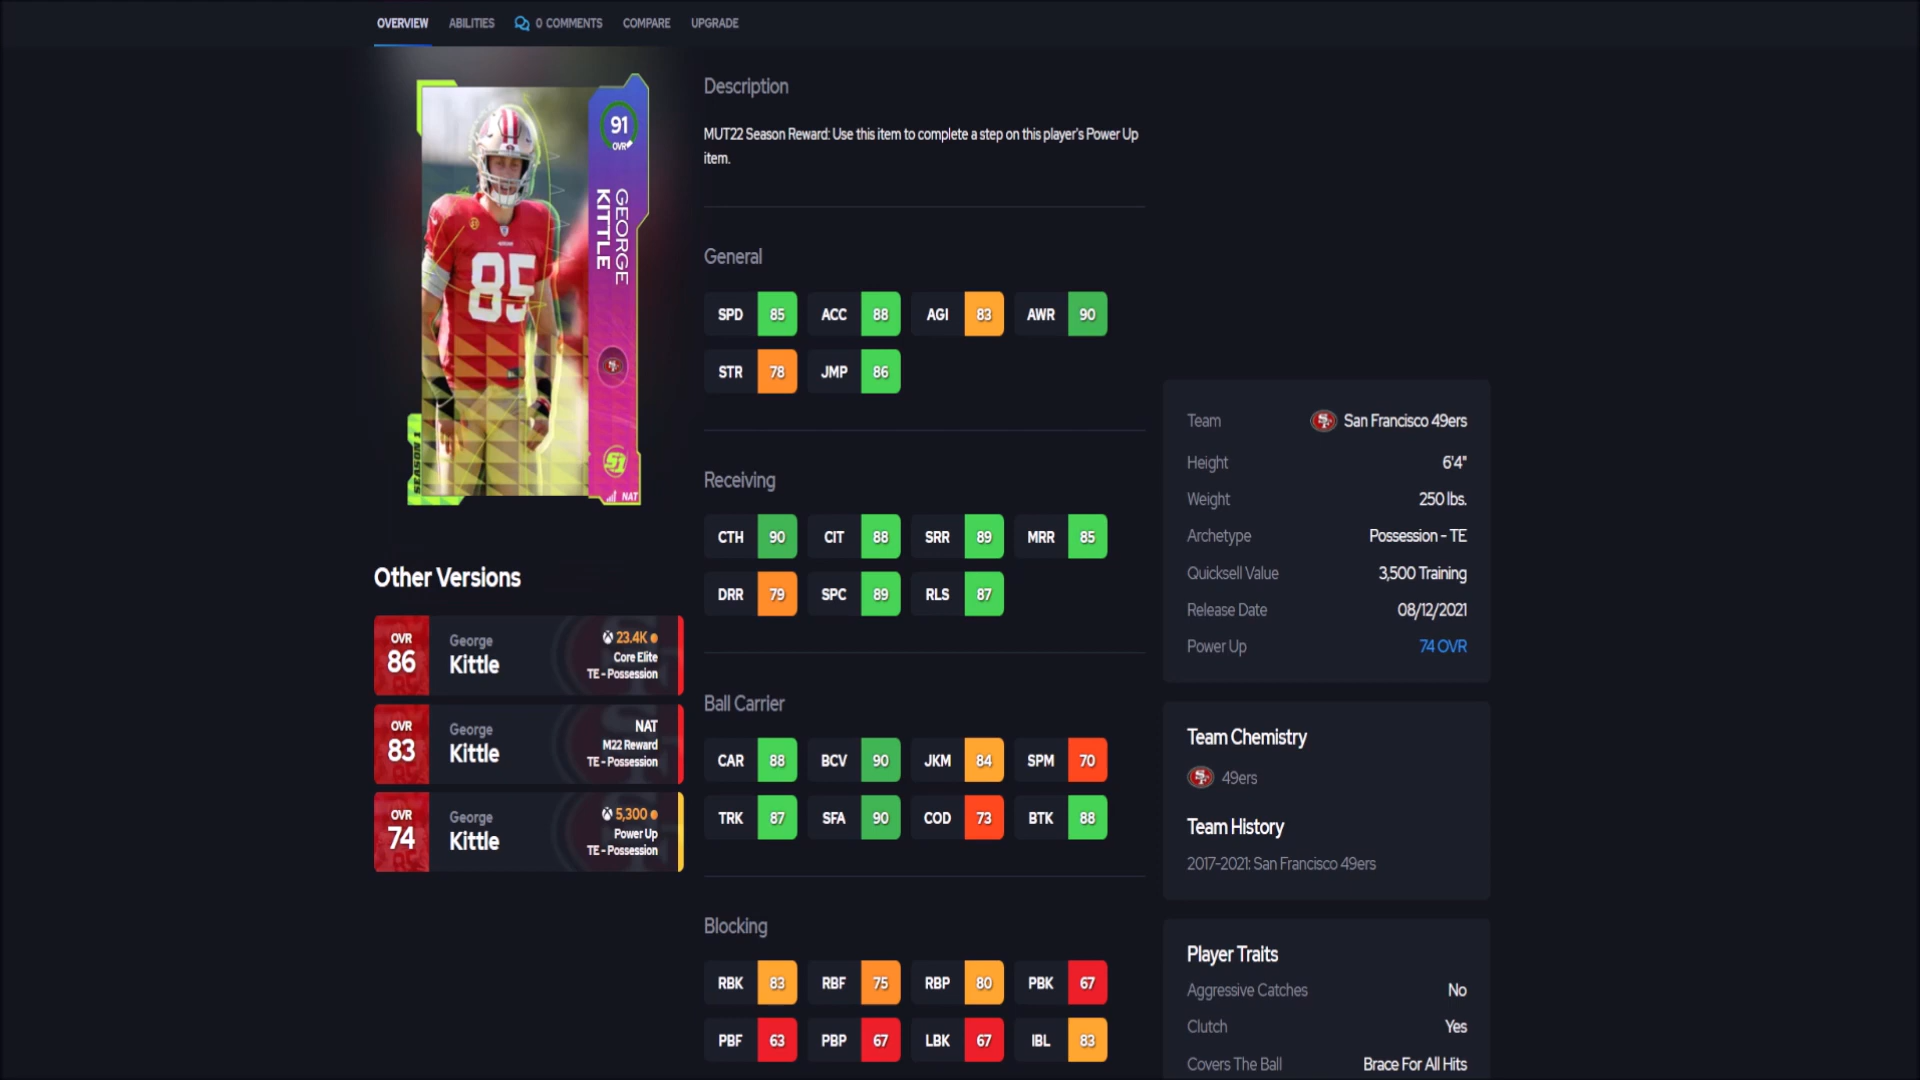 OVERVIEW ABILITIES 0 COMMENTS COMPARE UPGRADE
91
OVR
GEORGE
KITTLE
85
SEASON 1
S1
NAT
Other Versions
OVR
86
George
Kittle
23.4K
Core Elite
TE - Possession
OVR
83
George
Kittle
NAT
M22 Reward
TE - Possession
OVR
74
George
Kittle
5,300
Power Up
TE - Possession
Description
MUT22 Season Reward: Use this item to complete a step on this player's Power Up
item.
General
SPD 85 ACC 88 AGI 83 AWR 90
STR 78 JMP 86
Receiving
CTH 90 CIT 88 SRR 89 MRR 85
DRR 79 SPC 89 RLS 87
Ball Carrier
CAR 88 BCV 90 JKM 84 SPM 70
TRK 87 SFA 90 COD 73 BTK 88
Blocking
RBK 83 RBF 75 RBP 80 PBK 67
PBF 63 PBP 67 LBK 67 IBL 83
Team San Francisco 49ers
Height 6'4"
Weight 250 lbs.
Archetype Possession - TE
Quicksell Value 3,500 Training
Release Date 08/12/2021
Power Up 74 OVR
Team Chemistry
49ers
Team History
2017-2021: San Francisco 49ers
Player Traits
Aggressive Catches No
Clutch Yes
Covers The Ball Brace For All Hits